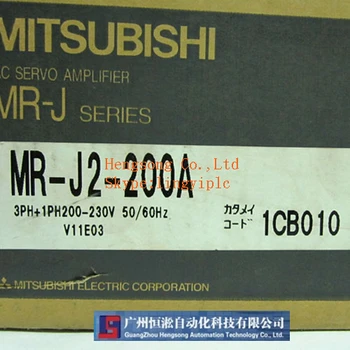 MITSUBISHI
AC SERVO AMPLIFIER
MR-J SERIES
Hengsong Co.,Ltd
Skype:lingyiplc
MR-J2-200A
3PH+1PH200-230V 50/60Hz
V11E03
カタメイ
コード 1CB010
MITSUBISHI ELECTRIC CORPORATION
广州恒淞自动化科技有限公司
GuangZhou HengSong Automation Technology co.,Ltd.